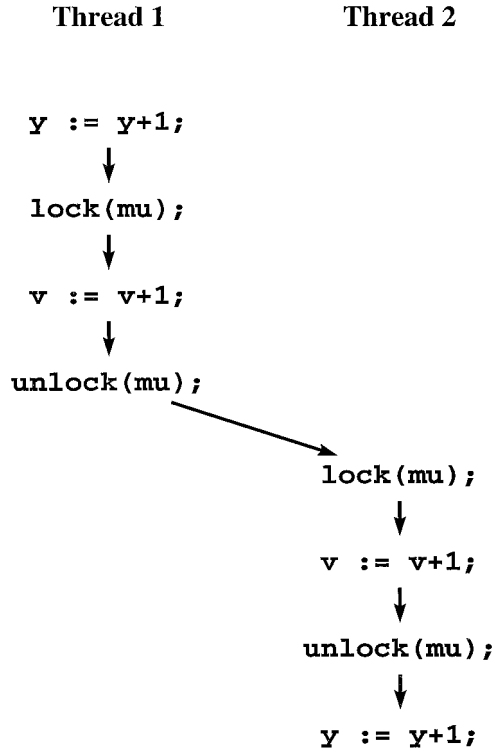 Thread 1
Thread 2
y := y+1;
lock(mu);
v := v+1;
unlock(mu);
lock(mu);
v := v+1;
unlock(mu);
y := y+1;